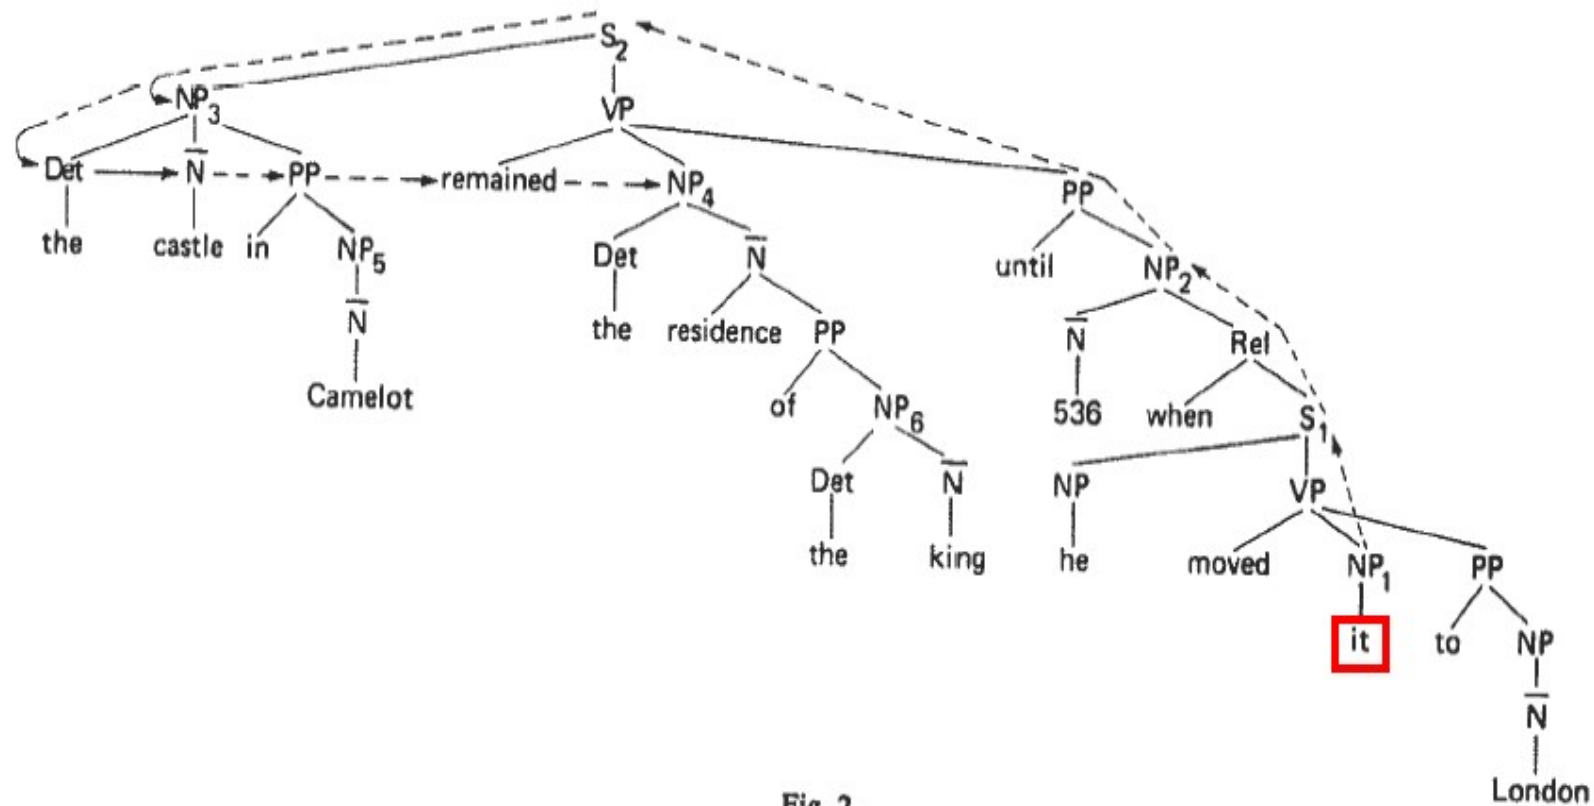 S2
NP3 VP
Det N̄ PP remained NP4 PP
the castle in NP5 Det N̄ until NP2
N̄ the residence PP N̄ Rel
Camelot of NP6 536 when S1
Det N̄ NP VP
the king he moved NP1 PP
it to NP
N̄
London
Fig. 2